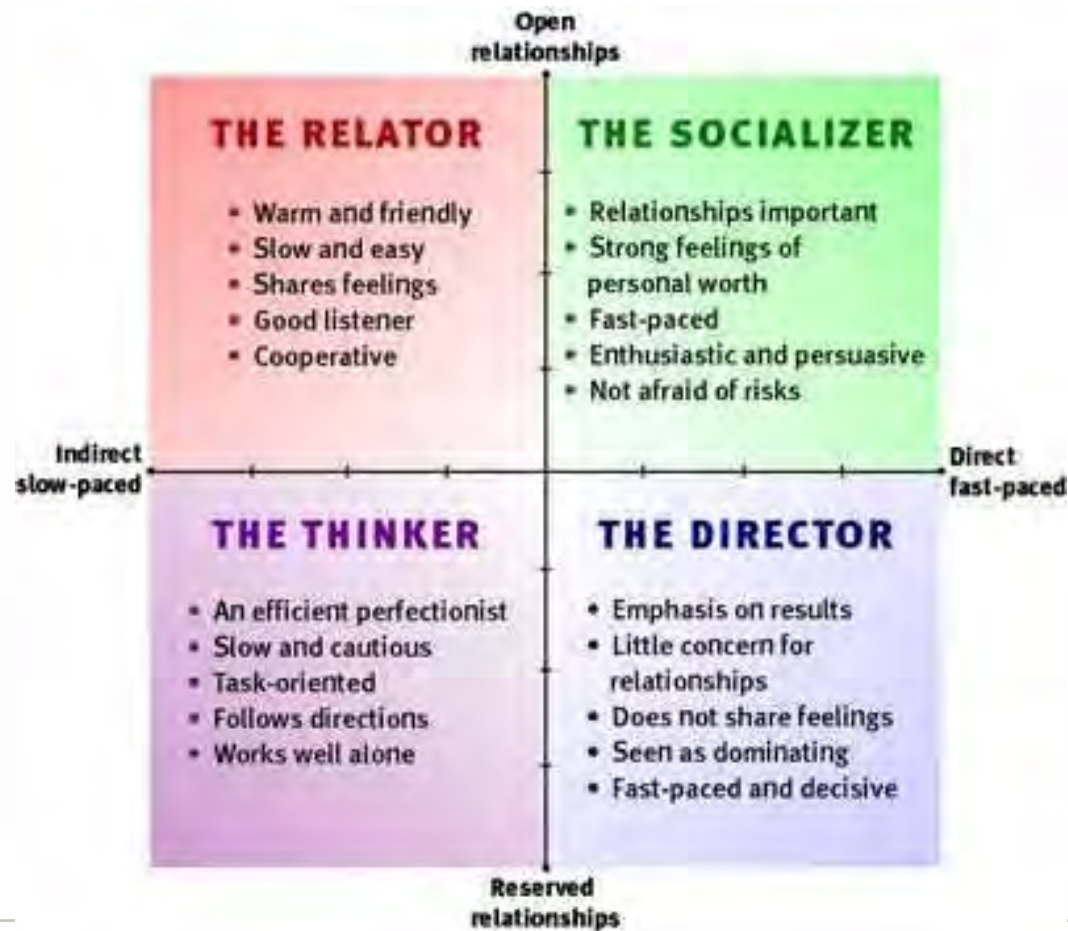 Open
relationships
THE RELATOR
• Warm and friendly
• Slow and easy
• Shares feelings
• Good listener
• Cooperative
THE SOCIALIZER
• Relationships important
• Strong feelings of
personal worth
• Fast-paced
• Enthusiastic and persuasive
• Not afraid of risks
Indirect
slow-paced
Direct
fast-paced
THE THINKER
• An efficient perfectionist
• Slow and cautious
• Task-oriented
• Follows directions
• Works well alone
THE DIRECTOR
• Emphasis on results
• Little concern for
relationships
• Does not share feelings
• Seen as dominating
• Fast-paced and decisive
Reserved
relationships